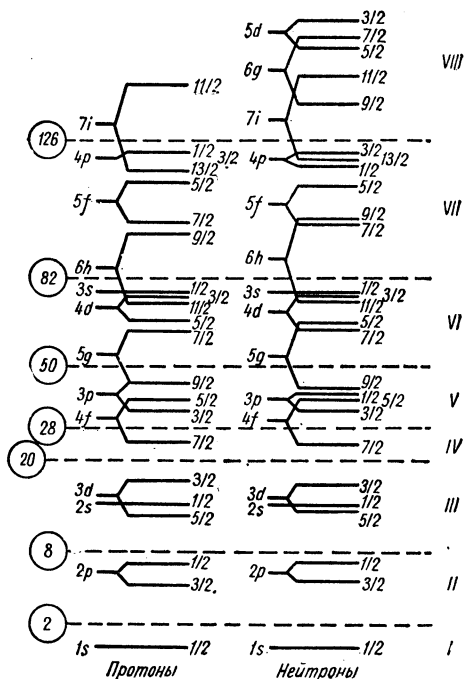 3/2
5d 7/2
5/2 VIII
6g
11/2 11/2
9/2
7i 7i
126
4p 1/2 3/2 4p 3/2 13/2
13/2 1/2
5/2 5/2
5f 5f VII
7/2 9/2
9/2 7/2
6h 6h
82
3s 1/2 3/2 3s 1/2 3/2
4d 11/2 4d 11/2
5/2 5/2 VI
7/2 7/2
5g 5g
50
9/2 9/2
3p 5/2 3p 1/2 5/2 V
4f 3/2 4f 3/2
28
7/2 7/2 IV
20
3d 3/2 3d 3/2
2s 1/2 2s 1/2 III
5/2 5/2
8
2p 1/2 2p 1/2
3/2 3/2 II
2
1s 1/2 1s 1/2 I
Протоны Нейтроны